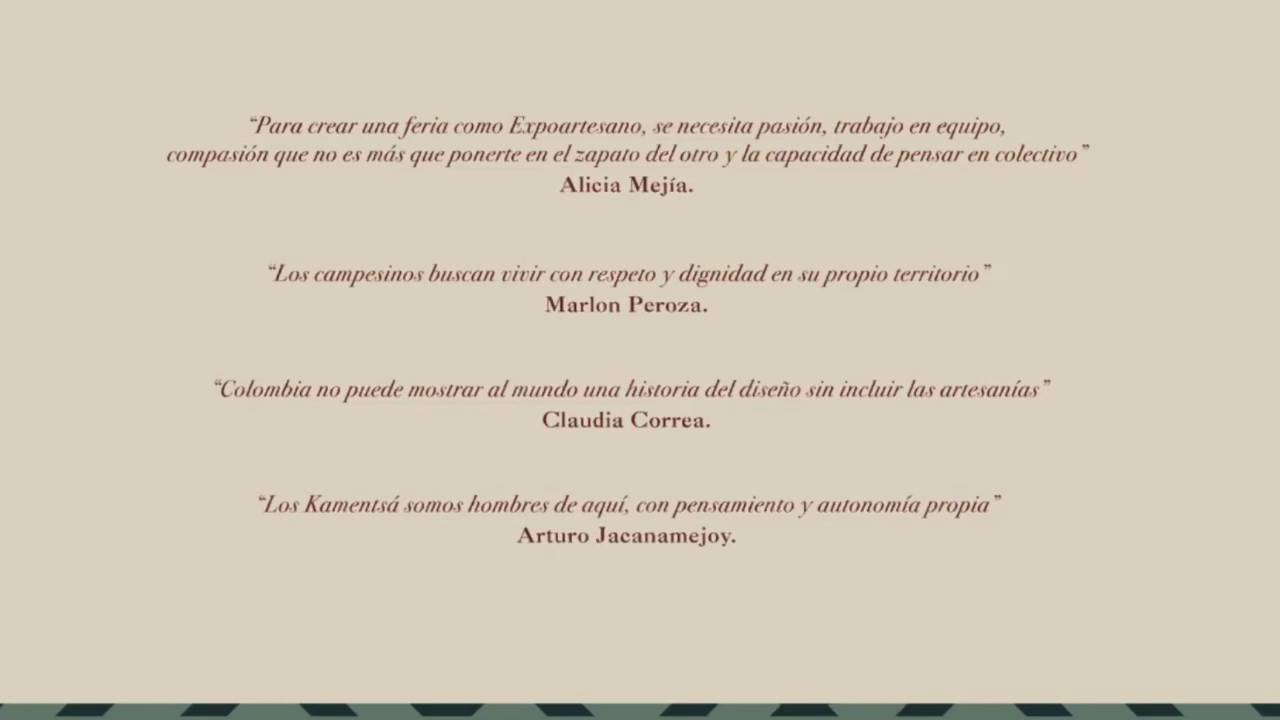 “Para crear una feria como Expoartesano, se necesita pasión, trabajo en equipo,
compasión que no es más que ponerte en el zapato del otro y la capacidad de pensar en colectivo”
Alicia Mejía.
“Los campesinos buscan vivir con respeto y dignidad en su propio territorio”
Marlon Peroza.
“Colombia no puede mostrar al mundo una historia del diseño sin incluir las artesanías”
Claudia Correa.
“Los Kamentsá somos hombres de aquí, con pensamiento y autonomía propia”
Arturo Jacanamejoy.